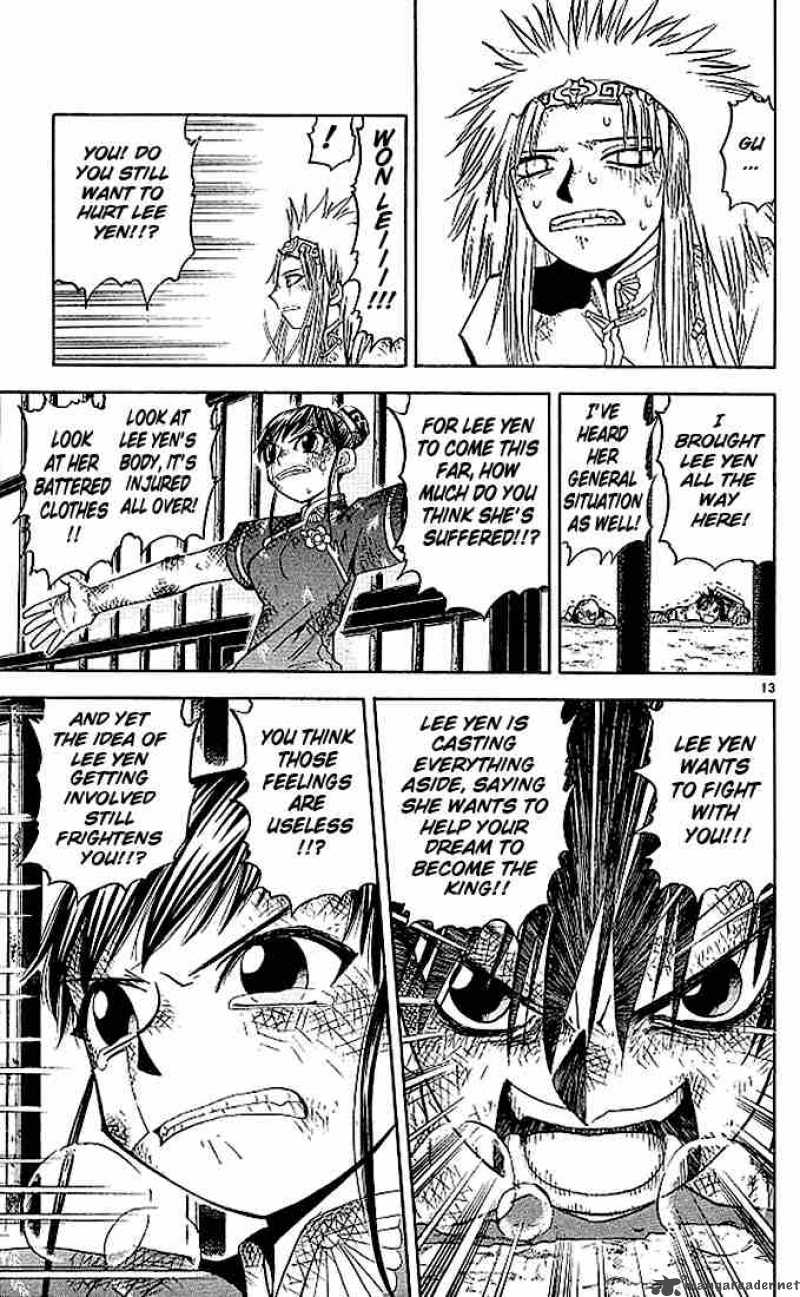 GU
...
WON LEIII!!!
!
YOU! DO
YOU STILL
WANT TO
HURT LEE
YEN!!?
I
BROUGHT
LEE YEN
ALL THE
WAY
HERE!
I'VE
HEARD
HER
GENERAL
SITUATION
AS WELL!
FOR LEE YEN
TO COME THIS
FAR, HOW
MUCH DO YOU
THINK SHE'S
SUFFERED!!?
LOOK AT
LEE YEN'S
BODY, IT'S
INJURED
ALL OVER!
LOOK
AT HER
BATTERED
CLOTHES
!!
13
LEE YEN
WANTS
TO FIGHT
WITH
YOU!!!
LEE YEN IS
CASTING
EVERYTHING
ASIDE, SAYING
SHE WANTS TO
HELP YOUR
DREAM TO
BECOME THE
KING!!
YOU THINK
THOSE
FEELINGS
ARE
USELESS
!!?
AND YET
THE IDEA OF
LEE YEN
GETTING
INVOLVED
STILL
FRIGHTENS
YOU!!?
mangareader.net